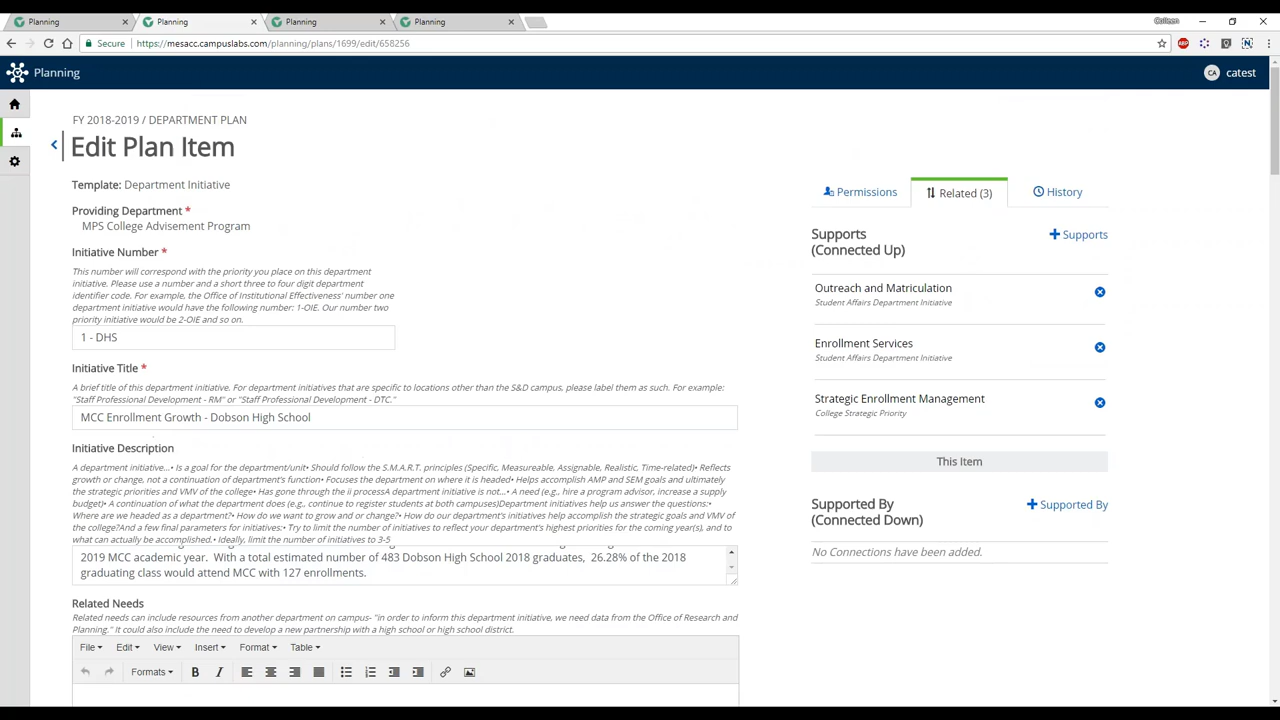 Planning
Planning
Planning
Planning
Colleen
Secure
https://mesacc.campuslabs.com/planning/plans/1699/edit/658256
ABP
N
Planning
CA
catest
FY 2018-2019 / DEPARTMENT PLAN
Edit Plan Item
Template: Department Initiative
Providing Department *
MPS College Advisement Program
Initiative Number *
This number will correspond with the priority you place on this department
initiative. Please use a number and a short three to four digit department
identifier code. For example, the Office of Institutional Effectiveness' number one
department initiative would have the following number: 1-OIE. Our number two
priority initiative would be 2-OIE and so on.
1 - DHS
Initiative Title *
A brief title of this department initiative. For department initiatives that are specific to locations other than the S&D campus, please label them as such. For example:
"Staff Professional Development - RM" or "Staff Professional Development - DTC."
MCC Enrollment Growth - Dobson High School
Initiative Description
A department initiative...• Is a goal for the department/unit• Should follow the S.M.A.R.T. principles (Specific, Measureable, Assignable, Realistic, Time-related)• Reflects
growth or change, not a continuation of department's function• Focuses the department on where it is headed• Helps accomplish AMP and SEM goals and ultimately
the strategic priorities and VMV of the college• Has gone through the ii processA department initiative is not...• A need (e.g., hire a program advisor, increase a supply
budget)• A continuation of what the department does (e.g., continue to register students at both campuses)Department initiatives help us answer the questions:•
Where are we headed as a department?• How do we want to grow and or change?• How do our department's initiatives help accomplish the strategic goals and VMV of
the college?And a few final parameters for initiatives:• Try to limit the number of initiatives to reflect your department's highest priorities for the coming year(s), and to
what can actually be accomplished.• Ideally, limit the number of initiatives to 3-5
2019 MCC academic year. With a total estimated number of 483 Dobson High School 2018 graduates, 26.28% of the 2018
graduating class would attend MCC with 127 enrollments.
Related Needs
Related needs can include resources from another department on campus- "in order to inform this department initiative, we need data from the Office of Research and
Planning." It could also include the need to develop a new partnership with a high school or high school district.
File Edit View Insert Format Table
Formats B I
Permissions
Related (3)
History
Supports
(Connected Up)
+ Supports
Outreach and Matriculation
Student Affairs Department Initiative
Enrollment Services
Student Affairs Department Initiative
Strategic Enrollment Management
College Strategic Priority
This Item
Supported By
(Connected Down)
+ Supported By
No Connections have been added.